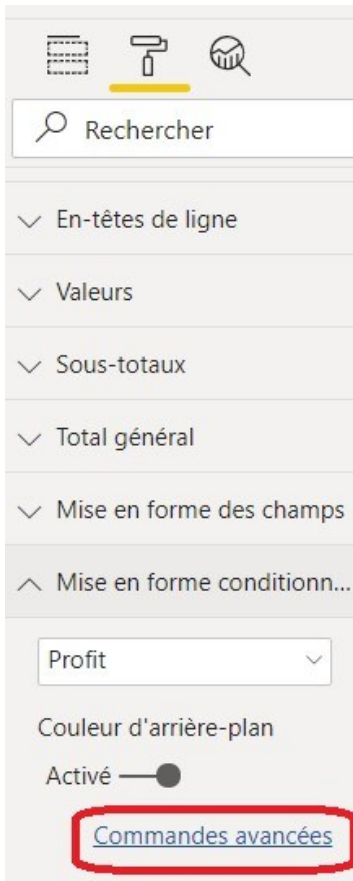 Rechercher
En-têtes de ligne
Valeurs
Sous-totaux
Total général
Mise en forme des champs
Mise en forme conditionn...
Profit
Couleur d'arrière-plan
Activé
Commandes avancées